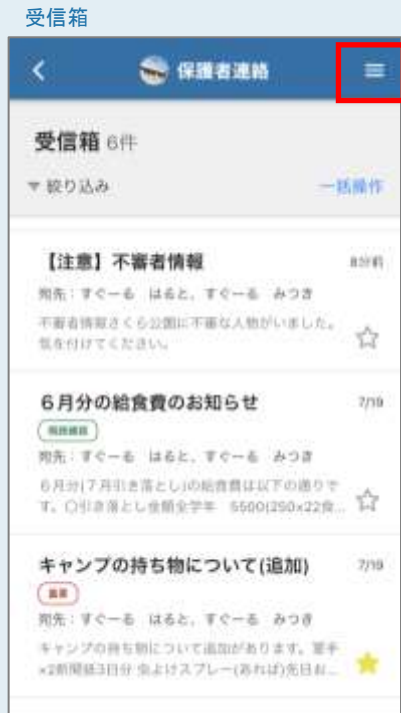 受信箱
保護者連絡
受信箱 6件
▼絞り込み 一括操作
【注意】不審者情報 8分前
宛先：すぐーる はると、すぐーる みつき
不審者情報さくら公園に不審な人物がいました。
気を付けてください。
6月分の給食費のお知らせ 7/19
宛先：すぐーる はると、すぐーる みつき
6月分(7月引き落とし)の給食費は以下の通りで
す。〇引き落とし金額全学年 5500(250×22食...
キャンプの持ち物について(追加) 7/19
重要
宛先：すぐーる はると、すぐーる みつき
キャンプの持ち物について追加があります。軍手
×2新聞紙3日分 虫よけスプレー(あれば)先日お...